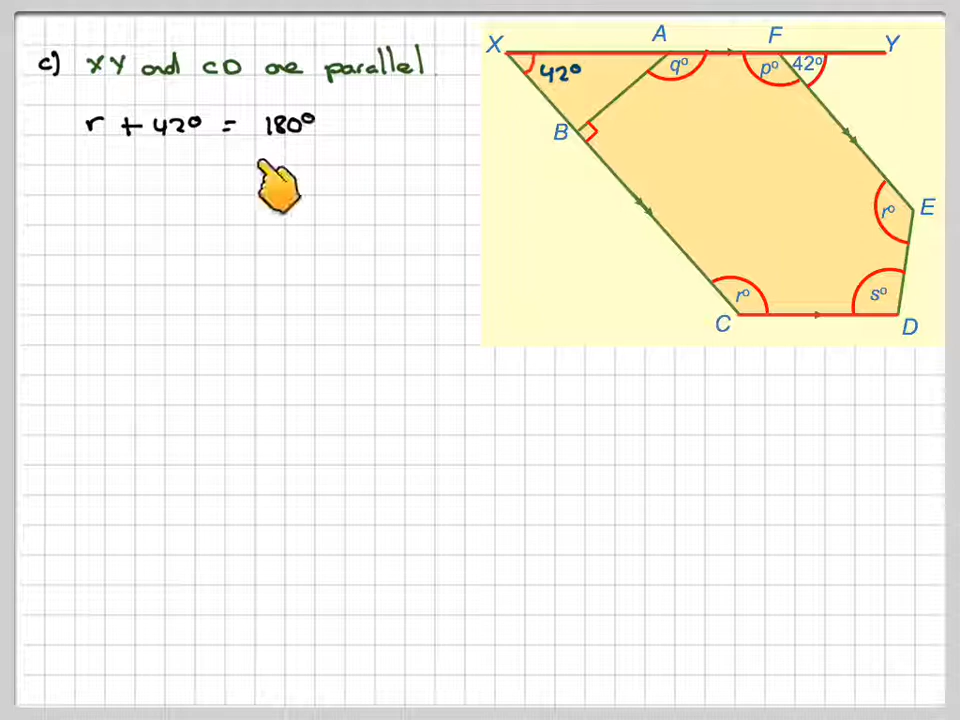 c) XY and CD are parallel.
r + 42° = 180°
X
A
F
Y
42°
q°
p°
42°
B
r°
E
r°
s°
C
D